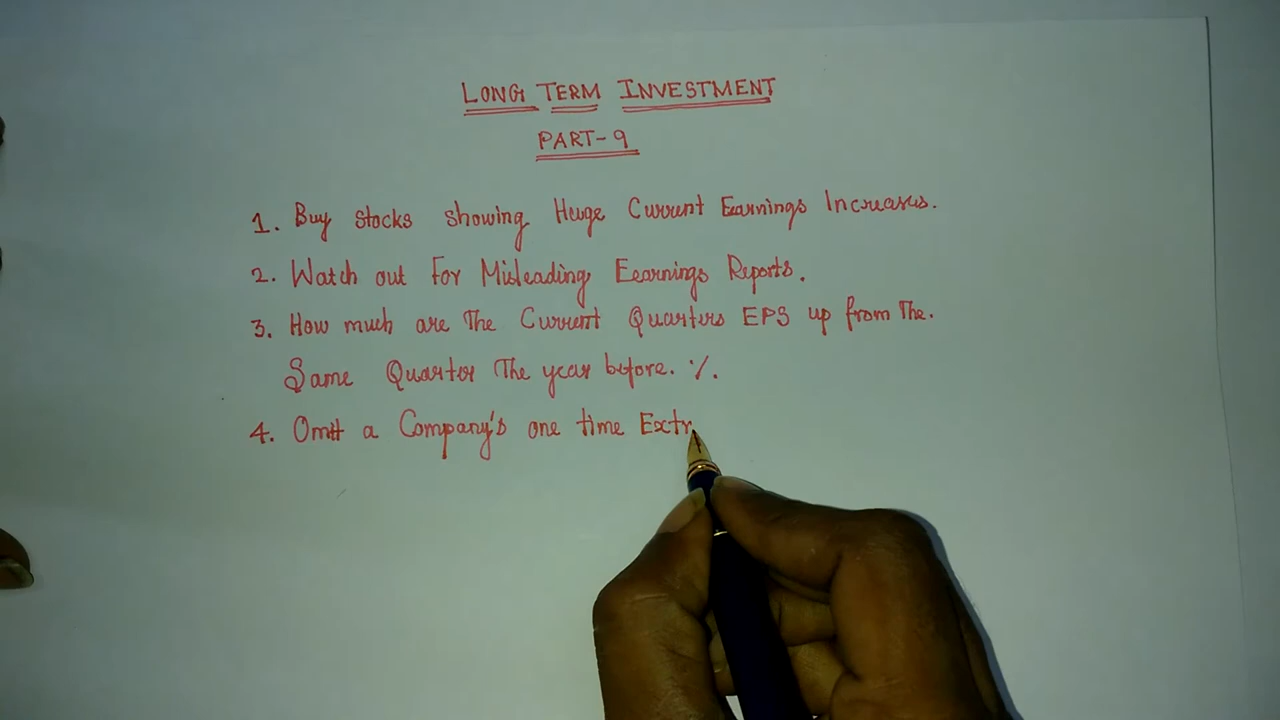 LONG TERM INVESTMENT
PART-9
1. Buy stocks showing Huge Current Earnings Increases.
2. Watch out For Misleading Eearnings Reports.
3. How much are The Current Quarters EPS up from The.
Same Quarter The year before. %.
4. Omit a Company's one time Extr